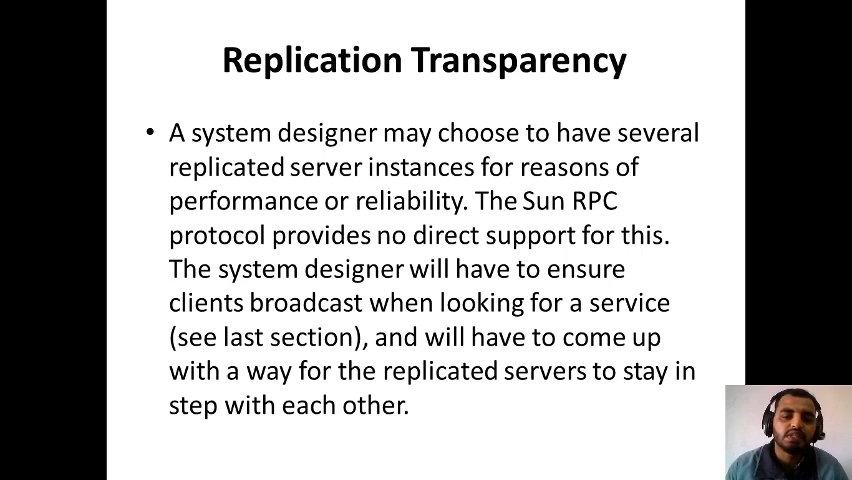 Replication Transparency
• A system designer may choose to have several
replicated server instances for reasons of
performance or reliability. The Sun RPC
protocol provides no direct support for this.
The system designer will have to ensure
clients broadcast when looking for a service
(see last section), and will have to come up
with a way for the replicated servers to stay in
step with each other.